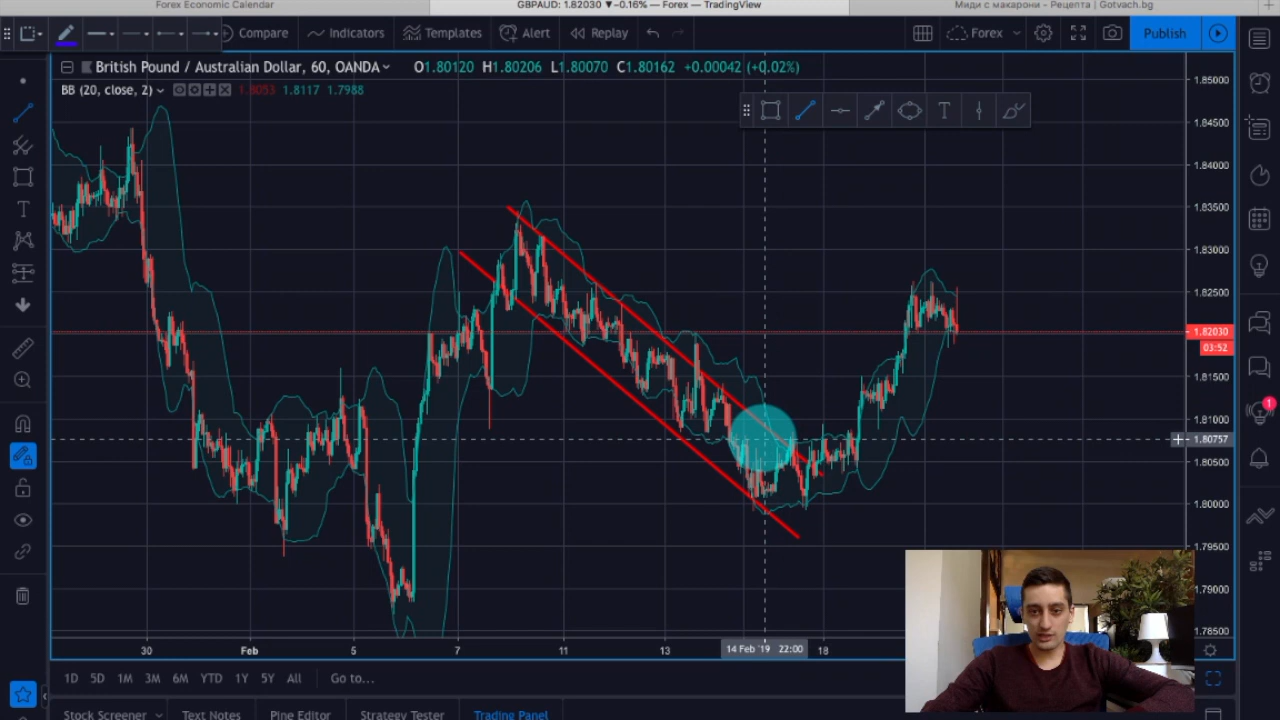 Forex Economic Calendar
GBPAUD: 1.82030 ▼−0.16% — Forex — TradingView
Миди с макарони - Рецепта | Gotvach.bg
Compare
Indicators
Templates
Alert
Replay
Forex
Publish
British Pound / Australian Dollar, 60, OANDA
O1.80120 H1.80206 L1.80070 C1.80162 +0.00042 (+0.02%)
BB (20, close, 2)
1.8053 1.8117 1.7988
T
1.85000
1.84500
1.84000
1.83500
1.83000
1.82500
1.82030
03:52
1.81500
1.81000
1.80757
1.80500
1.80000
1.79500
1.79000
1.78500
1
30
Feb
5
7
11
13
14 Feb '19 22:00
18
1D 5D 1M 3M 6M YTD 1Y 5Y All Go to...
Stock Screener
Text Notes
Pine Editor
Strategy Tester
Trading Panel